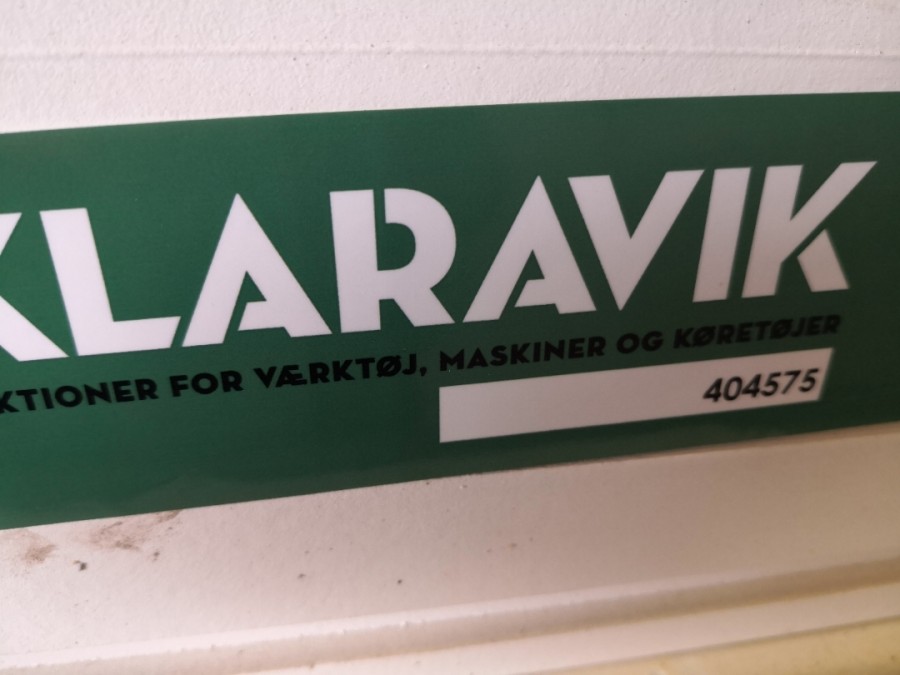 KLARAVIK
KTIONER FOR VÆRKTØJ, MASKINER OG KØRETØJER
404575